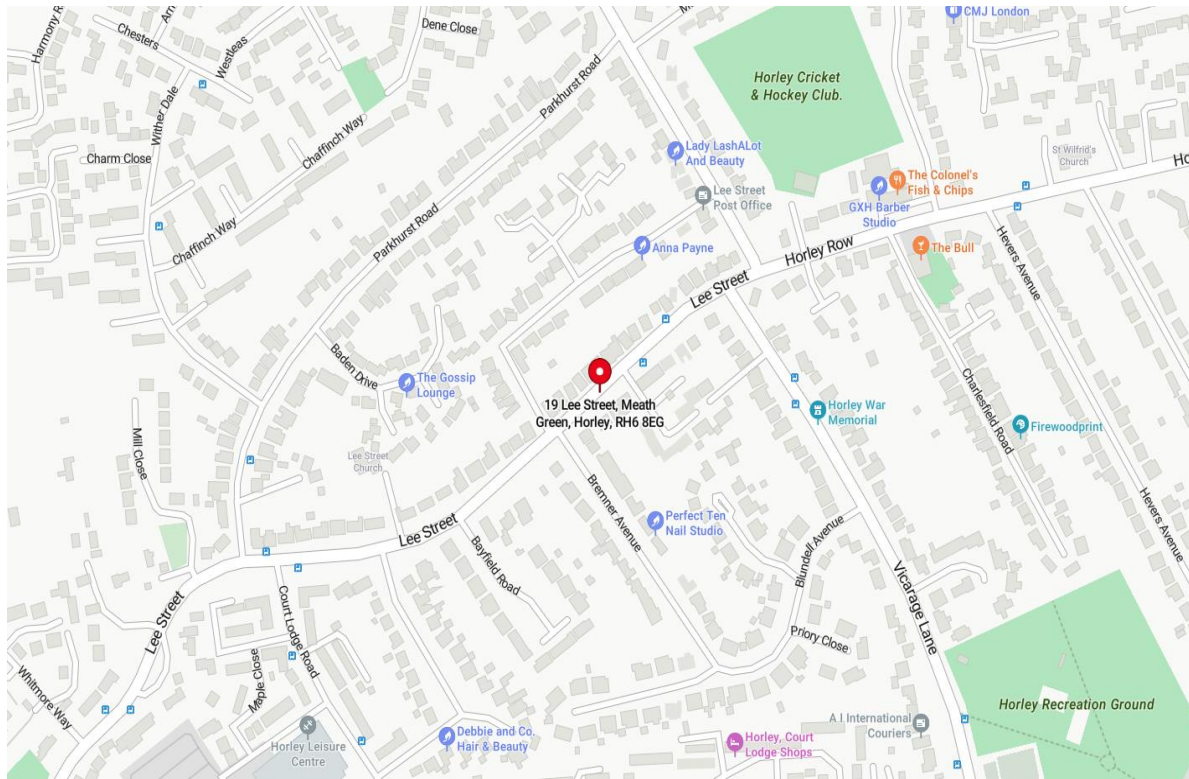 CMJ London
Dene Close
Chesters
Westleas
Wither Dale
Parkhurst Road
Horley Cricket
& Hockey Club.
Charm Close
Chaffinch Way
Lady LashALot
And Beauty
St Wilfrid's
Church
The Colonel's
Fish & Chips
Lee Street
Post Office
GXH Barber
Studio
Chaffinch Way
Parkhurst Road
Anna Payne
Horley Row
The Bull
Hevers Avenue
Lee Street
Baden Drive
The Gossip
Lounge
19 Lee Street, Meath
Green, Horley, RH6 8EG
Horley War
Memorial
Charlesfield Road
Firewoodprint
Mill Close
Lee Street
Church
Bremner Avenue
Hevers Avenue
Perfect Ten
Nail Studio
Lee Street
Bayfield Road
Blundell Avenue
Vicarage Lane
Lee Street
Court Lodge Road
Priory Close
Maple Close
Whitmore Way
Horley Recreation Ground
A.I International
Couriers
Debbie and Co.
Hair & Beauty
Horley Leisure
Centre
Horley, Court
Lodge Shops